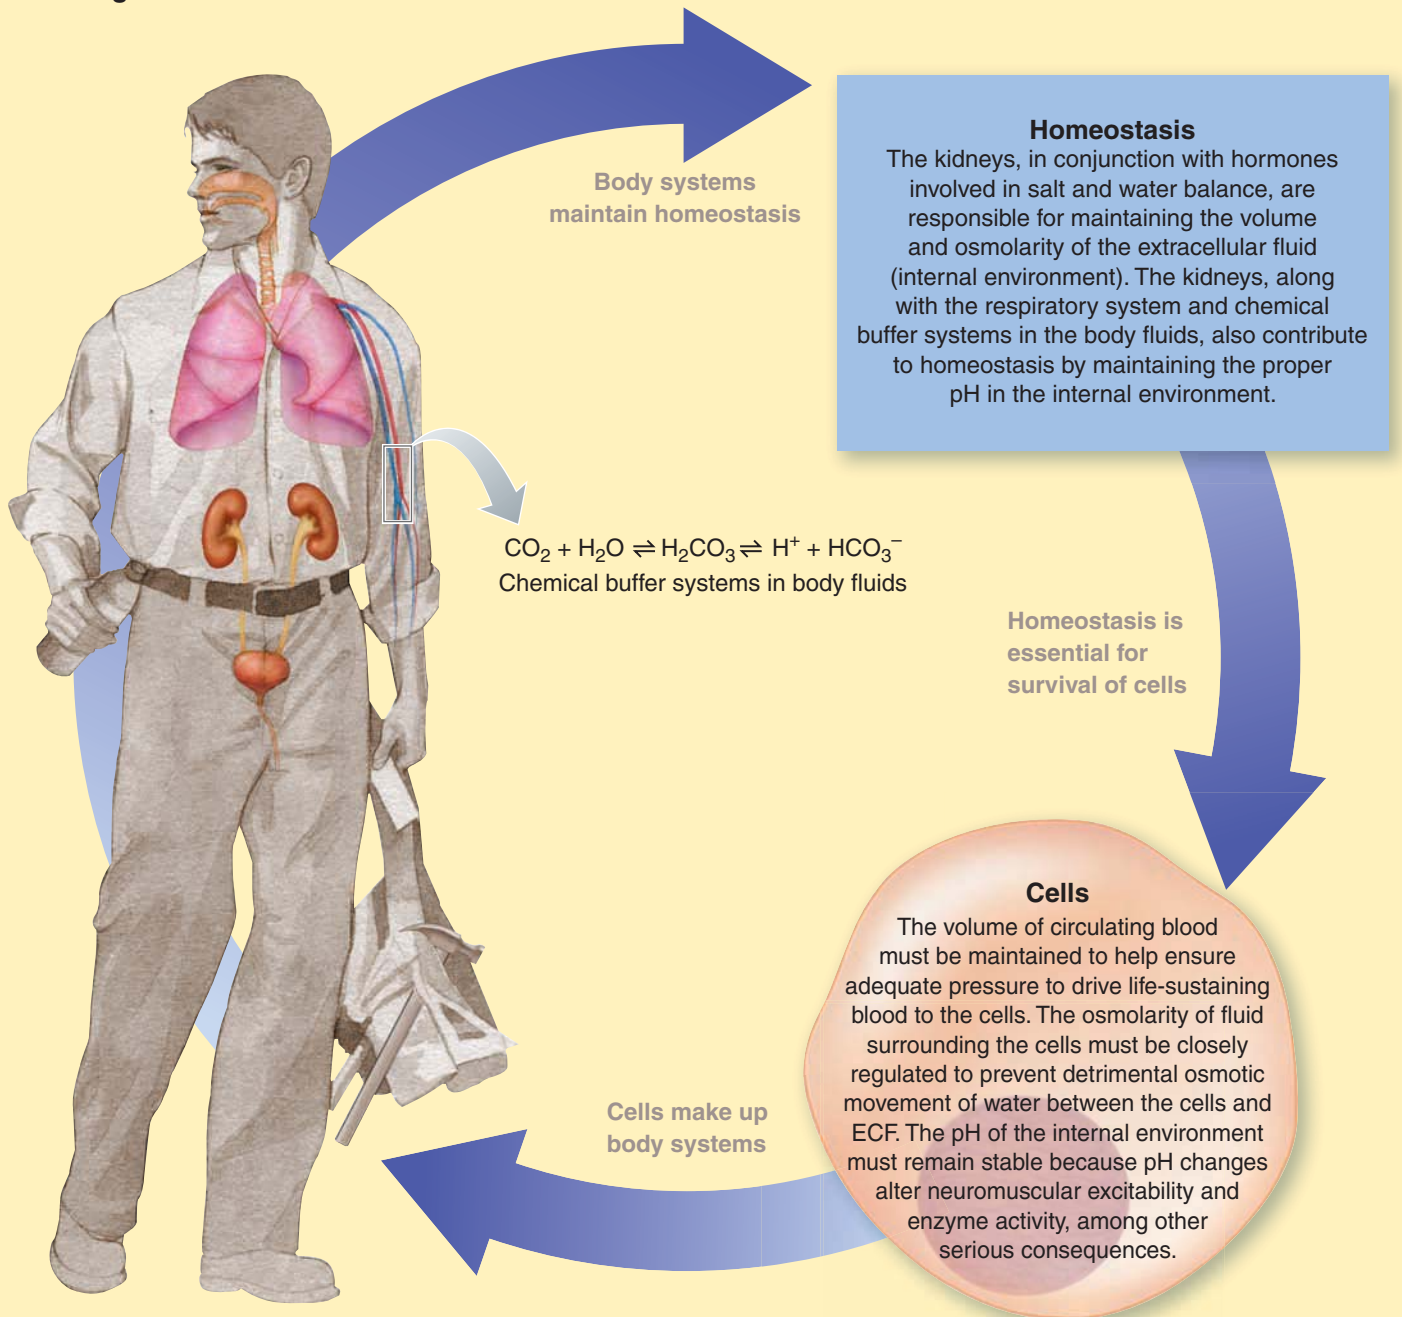 Body systems
maintain homeostasis
Homeostasis
The kidneys, in conjunction with hormones
involved in salt and water balance, are
responsible for maintaining the volume
and osmolarity of the extracellular fluid
(internal environment). The kidneys, along
with the respiratory system and chemical
buffer systems in the body fluids, also contribute
to homeostasis by maintaining the proper
pH in the internal environment.
CO₂ + H₂O ⇌ H₂CO₃ ⇌ H⁺ + HCO₃⁻
Chemical buffer systems in body fluids
Homeostasis is
essential for
survival of cells
Cells
The volume of circulating blood
must be maintained to help ensure
adequate pressure to drive life-sustaining
blood to the cells. The osmolarity of fluid
surrounding the cells must be closely
regulated to prevent detrimental osmotic
movement of water between the cells and
ECF. The pH of the internal environment
must remain stable because pH changes
alter neuromuscular excitability and
enzyme activity, among other
serious consequences.
Cells make up
body systems